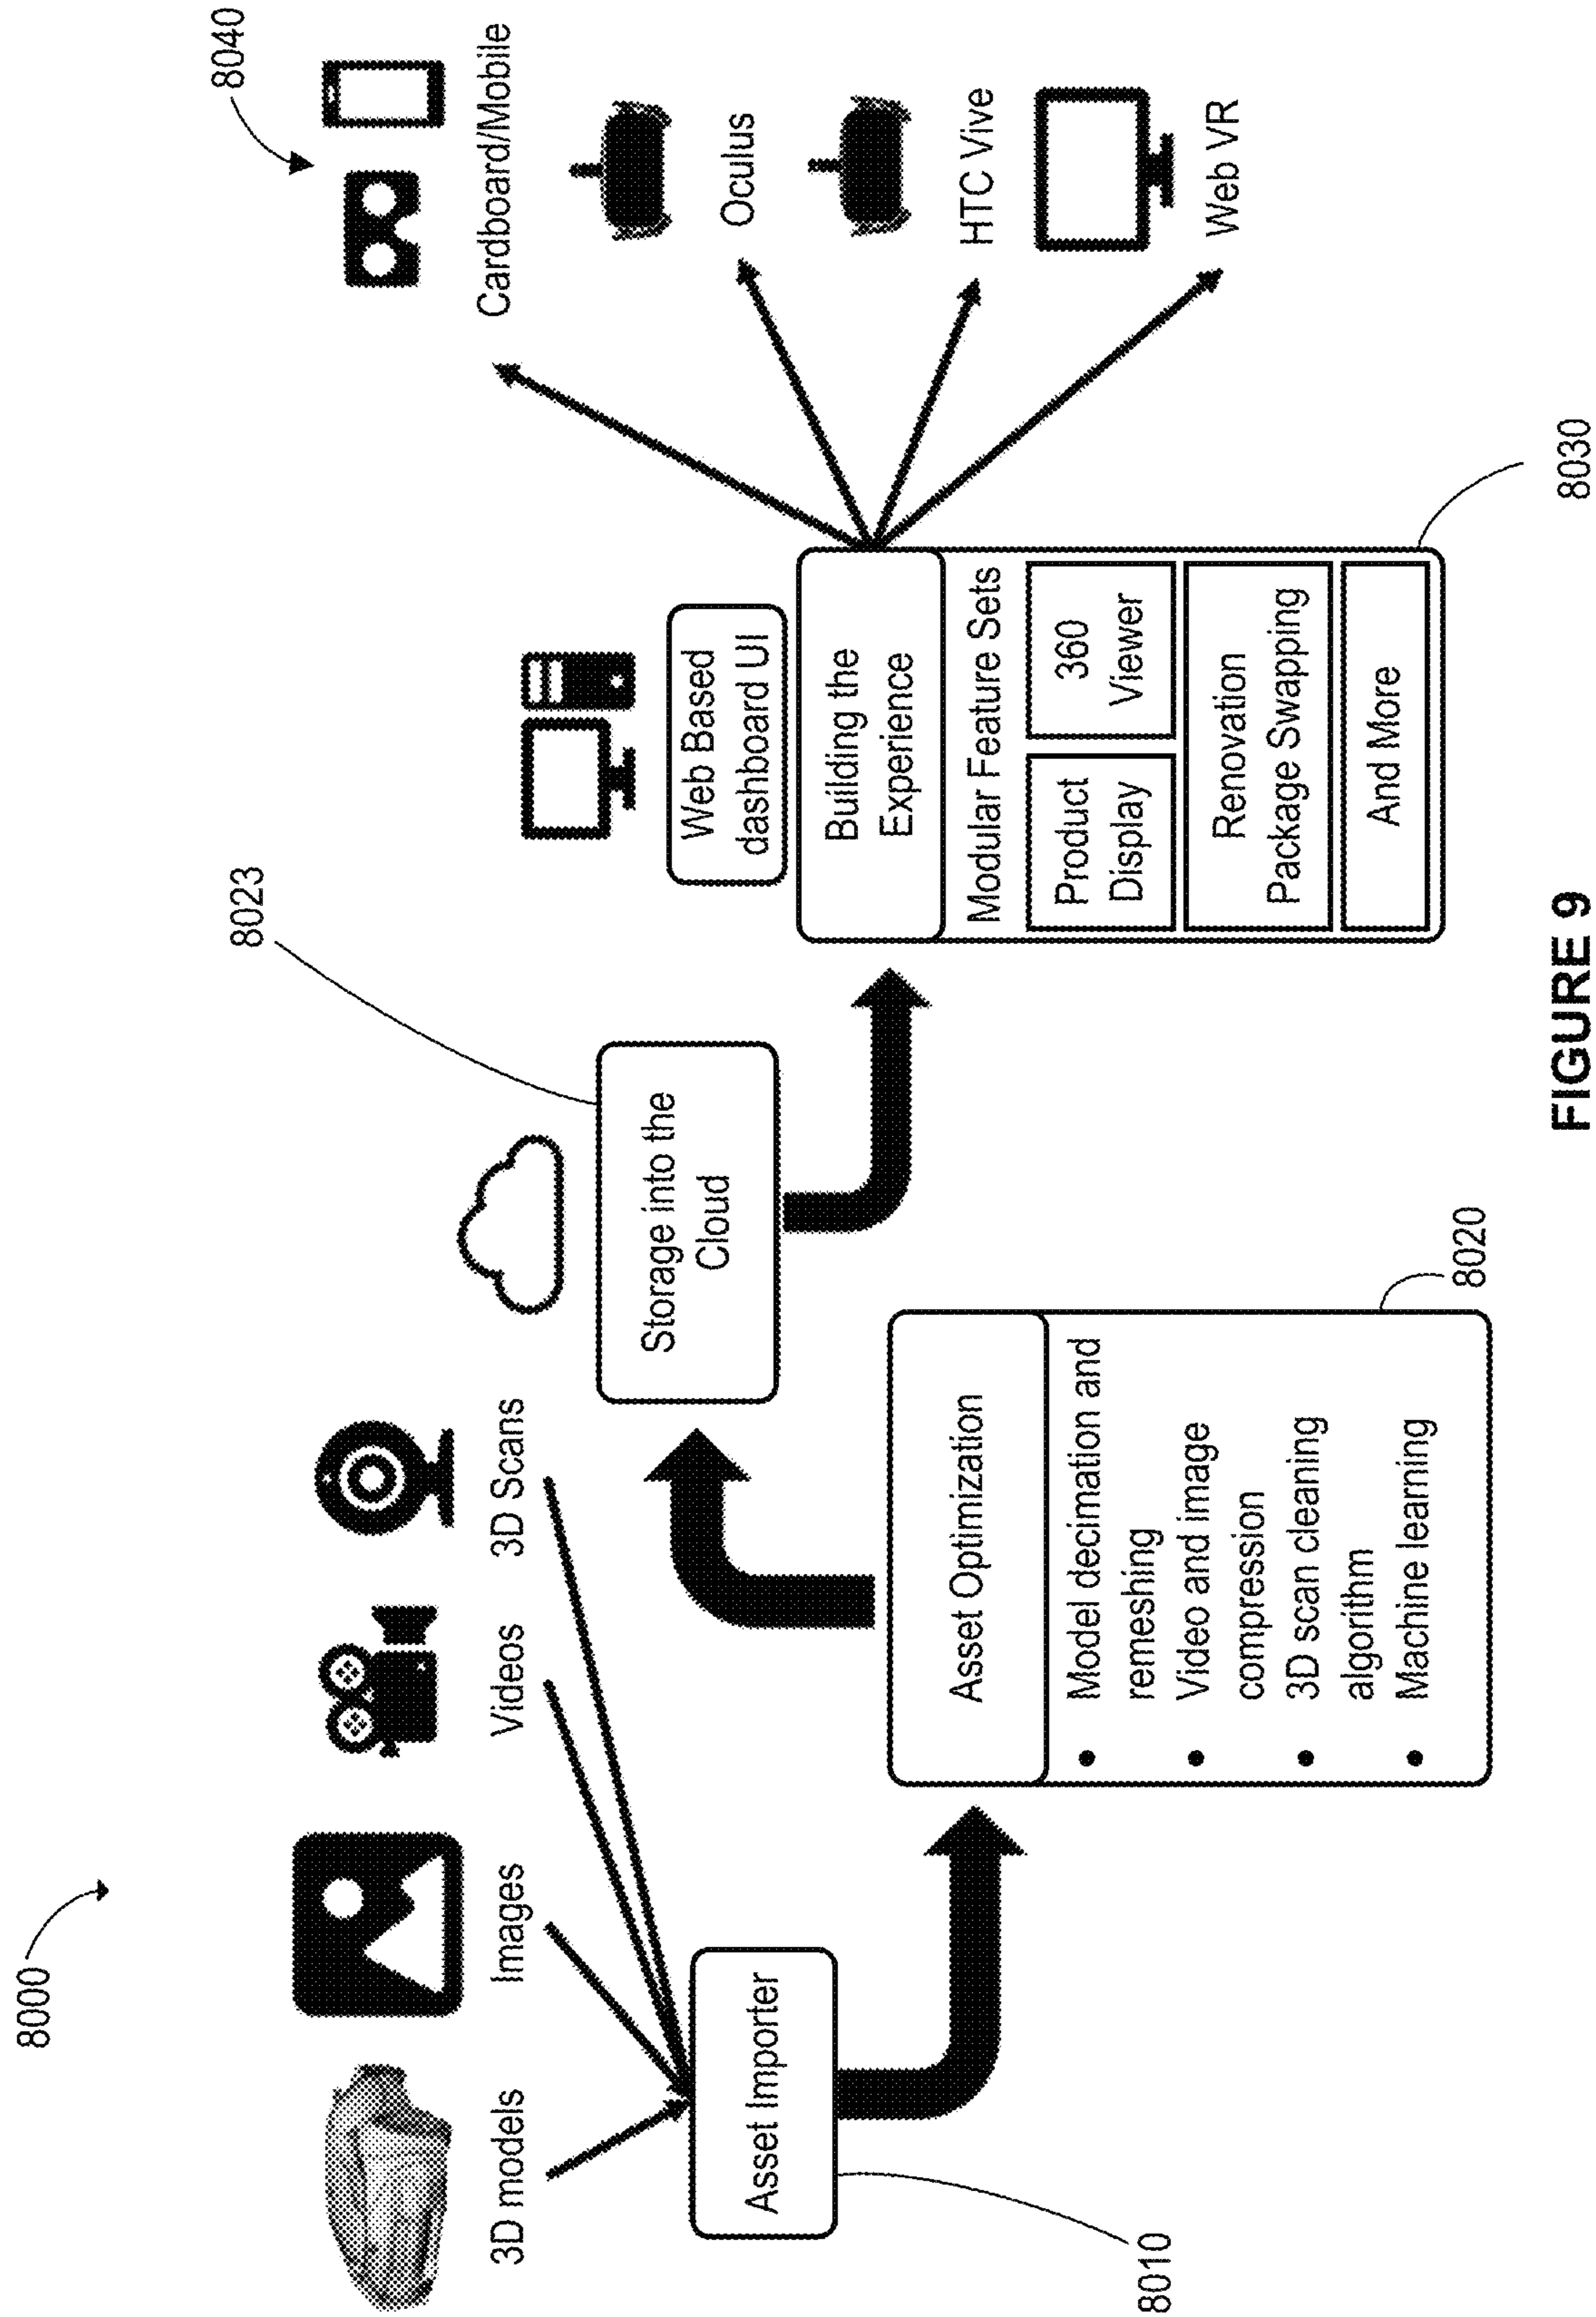 8000
3D models
Images
Videos
3D Scans
Asset Importer
8010
Asset Optimization
• Model decimation and
remeshing
• Video and image
compression
• 3D scan cleaning
algorithm
• Machine learning
8020
Storage into the
Cloud
8023
Web Based
dashboard UI
Building the
Experience
Modular Feature Sets
Product
Display
360
Viewer
Renovation
Package Swapping
And More
8030
8040
Cardboard/Mobile
Oculus
HTC Vive
Web VR
FIGURE 9